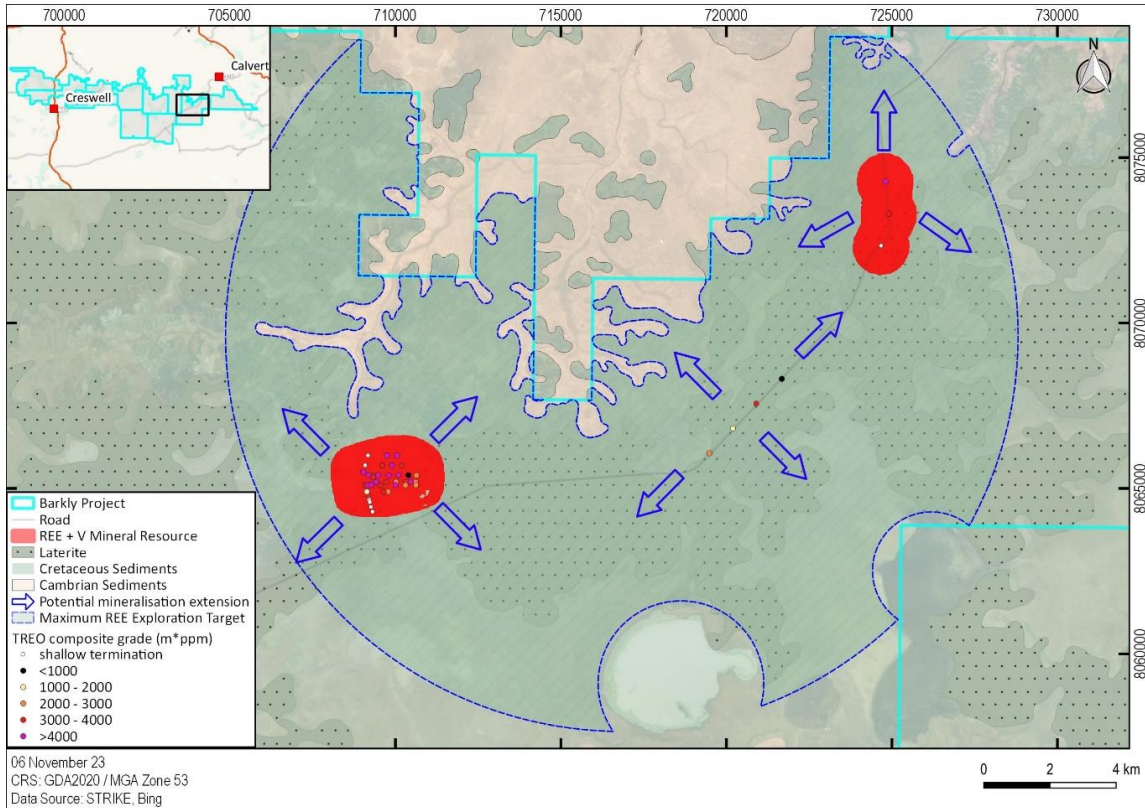 700000
705000
710000
715000
720000
725000
730000
Calvert
Creswell
N
8075000
8070000
8065000
8060000
Barkly Project
Road
REE + V Mineral Resource
Laterite
Cretaceous Sediments
Cambrian Sediments
Potential mineralisation extension
Maximum REE Exploration Target
TREO composite grade (m*ppm)
shallow termination
<1000
1000 - 2000
2000 - 3000
3000 - 4000
>4000
06 November 23
CRS: GDA2020 / MGA Zone 53
Data Source: STRIKE, Bing
0 2 4 km